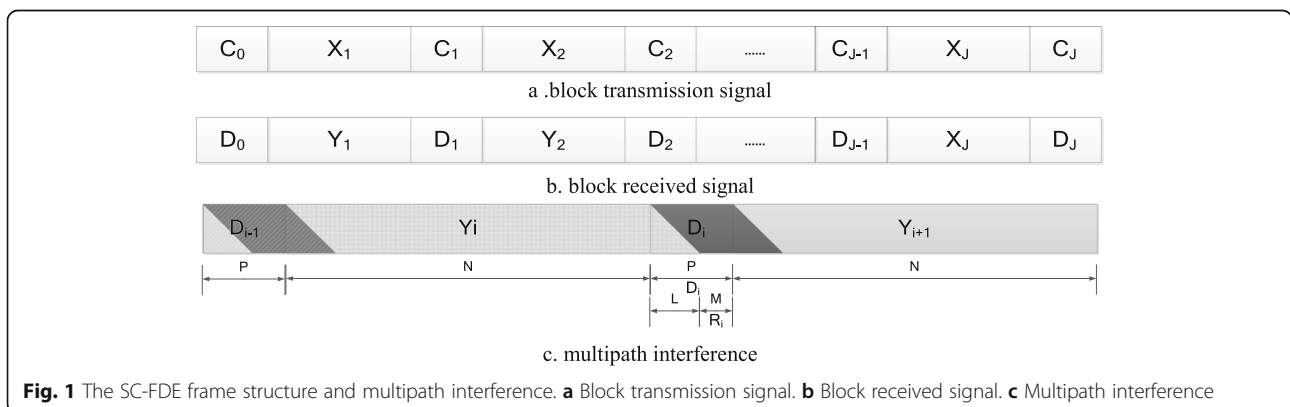 C0 X1 C1 X2 C2 ...... CJ-1 XJ CJ
a .block transmission signal
D0 Y1 D1 Y2 D2 ...... DJ-1 XJ DJ
b. block received signal
Di-1 Yi Di Yi+1
P N P N
Di
L M
Ri
c. multipath interference
Fig. 1 The SC-FDE frame structure and multipath interference. a Block transmission signal. b Block received signal. c Multipath interference